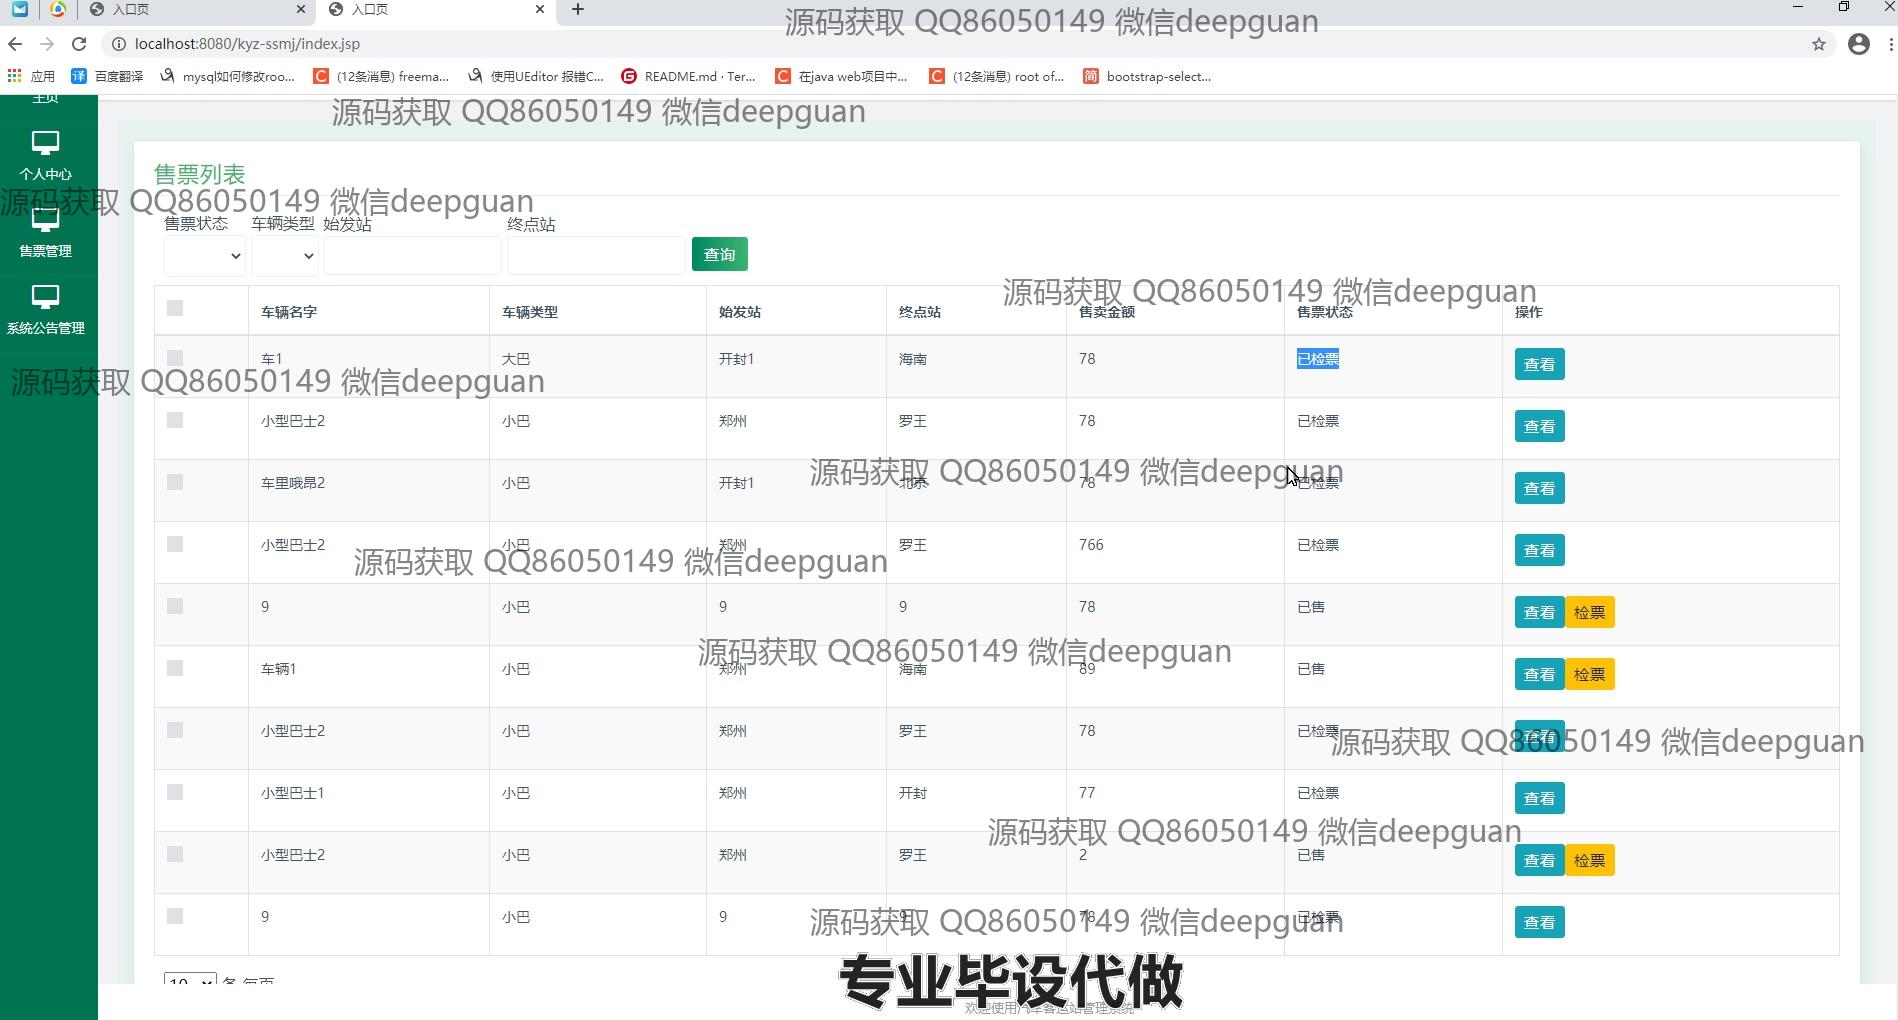 入口页
入口页
源码获取 QQ86050149 微信deepguan
localhost:8080/kyz-ssmj/index.jsp
应用
百度翻译
mysql如何修改roo...
(12条消息) freema...
使用UEditor 报错C...
README.md · Ter...
在java web项目中...
(12条消息) root of...
bootstrap-select...
主页
源码获取 QQ86050149 微信deepguan
个人中心
售票列表
源码获取 QQ86050149 微信deepguan
售票管理
系统公告管理
售票状态 车辆类型 始发站 终点站
查询
源码获取 QQ86050149 微信deepguan
车辆名字 车辆类型 始发站 终点站 售卖金额 售票状态 操作
车1 大巴 开封1 海南 78 已检票 查看
源码获取 QQ86050149 微信deepguan
小型巴士2 小巴 郑州 罗王 78 已检票 查看
源码获取 QQ86050149 微信deepguan
车里哦昂2 小巴 开封1 北京 78 已检票 查看
小型巴士2 小巴 郑州 罗王 766 已检票 查看
源码获取 QQ86050149 微信deepguan
9 小巴 9 9 78 已售 查看 检票
源码获取 QQ86050149 微信deepguan
车辆1 小巴 郑州 海南 89 已售 查看 检票
小型巴士2 小巴 郑州 罗王 78 已检票 查看
源码获取 QQ86050149 微信deepguan
小型巴士1 小巴 郑州 开封 77 已检票 查看
源码获取 QQ86050149 微信deepguan
小型巴士2 小巴 郑州 罗王 2 已售 查看 检票
9 小巴 9 9 78 已检票 查看
源码获取 QQ86050149 微信deepguan
10 条 每页
专业毕设代做
欢迎使用汽车客运站管理系统